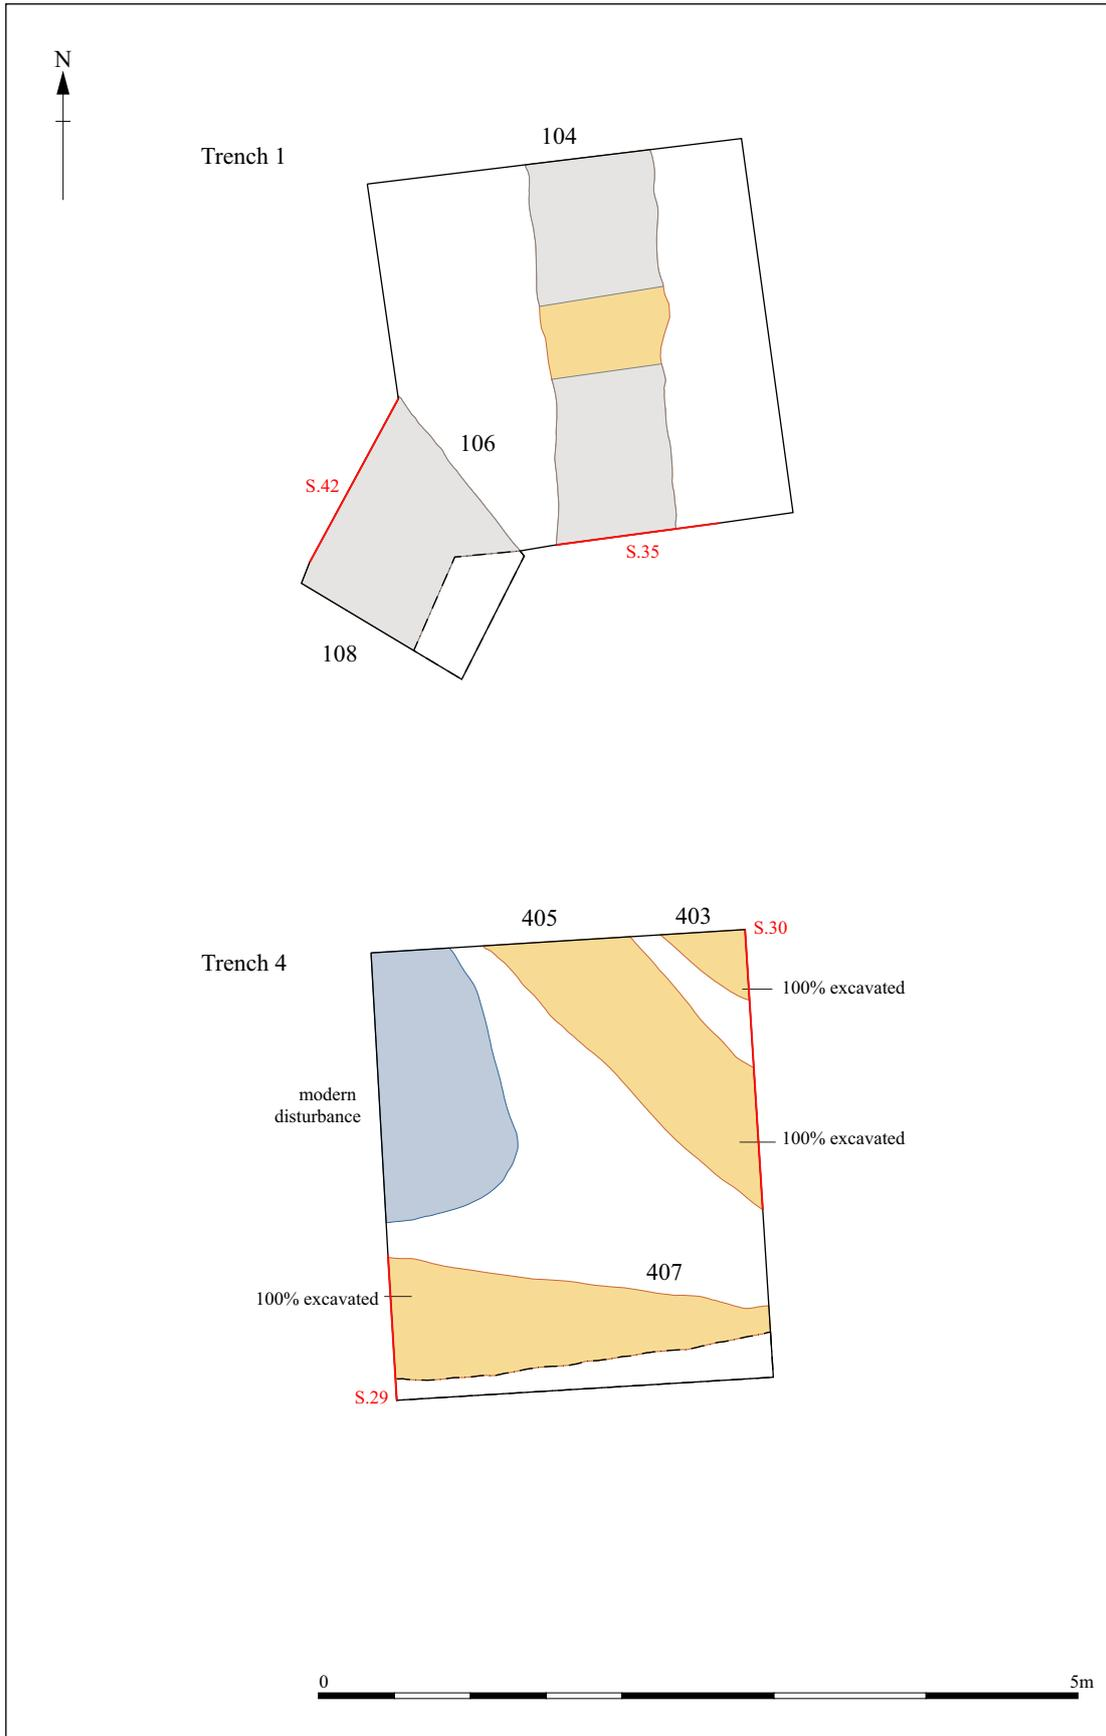 N
104
Trench 1
106
S.42
S.35
108
405
403
S.30
Trench 4
100% excavated
modern
disturbance
100% excavated
407
100% excavated
S.29
0
5m